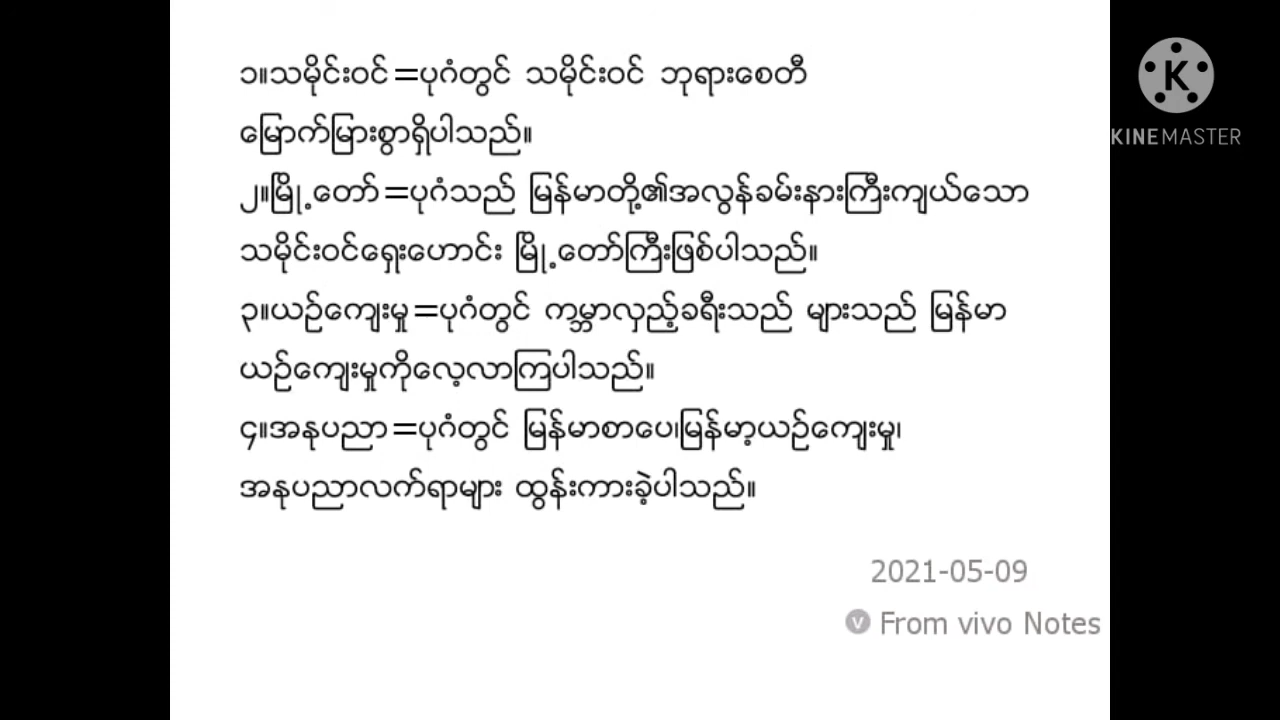 ၁။သမိုင်းဝင်=ပုဂံတွင် သမိုင်းဝင် ဘုရားစေတီ
မြောက်မြားစွာရှိပါသည်။
KINEMASTER
၂။မြို့တော်=ပုဂံသည် မြန်မာတို့၏အလွန်ခမ်းနားကြီးကျယ်သော
သမိုင်းဝင်ရှေးဟောင်း မြို့တော်ကြီးဖြစ်ပါသည်။
၃။ယဉ်ကျေးမှု=ပုဂံတွင် ကမ္ဘာလှည့်ခရီးသည် များသည် မြန်မာ
ယဉ်ကျေးမှုကိုလေ့လာကြပါသည်။
၄။အနုပညာ=ပုဂံတွင် မြန်မာစာပေ၊မြန်မာ့ယဉ်ကျေးမှု၊
အနုပညာလက်ရာများ ထွန်းကားခဲ့ပါသည်။
2021-05-09
From vivo Notes